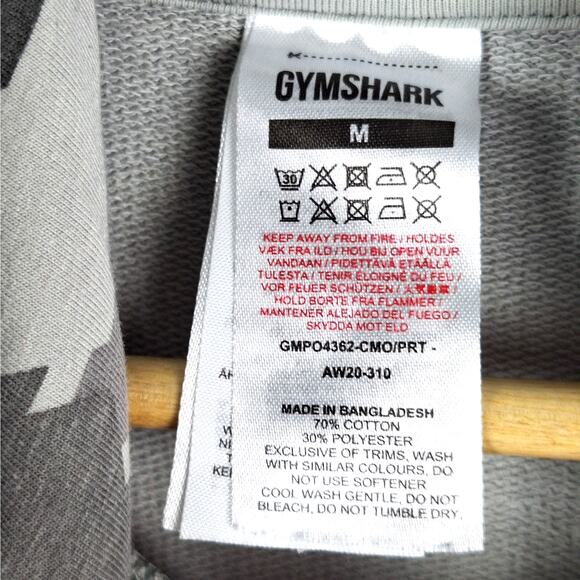 GYMSHARK
M
30
KEEP AWAY FROM FIRE / HOLDES
VÆK FRA ILD / HOU BIJ OPEN VUUR
VANDAAN / PIDETTÄVÄ ETÄÄLLÄ
TULESTA / TENIR ÉLOIGNÉ DU FEU /
VOR FEUER SCHÜTZEN /
HOLD BORTE FRA FLAMMER /
MANTENER ALEJADO DEL FUEGO /
SKYDDA MOT ELD
GMPO4362-CMO/PRT -
AW20-310
MADE IN BANGLADESH
70% COTTON
30% POLYESTER
EXCLUSIVE OF TRIMS, WASH
WITH SIMILAR COLOURS, DO
NOT USE SOFTENER
COOL WASH GENTLE, DO NOT
BLEACH, DO NOT TUMBLE DRY,